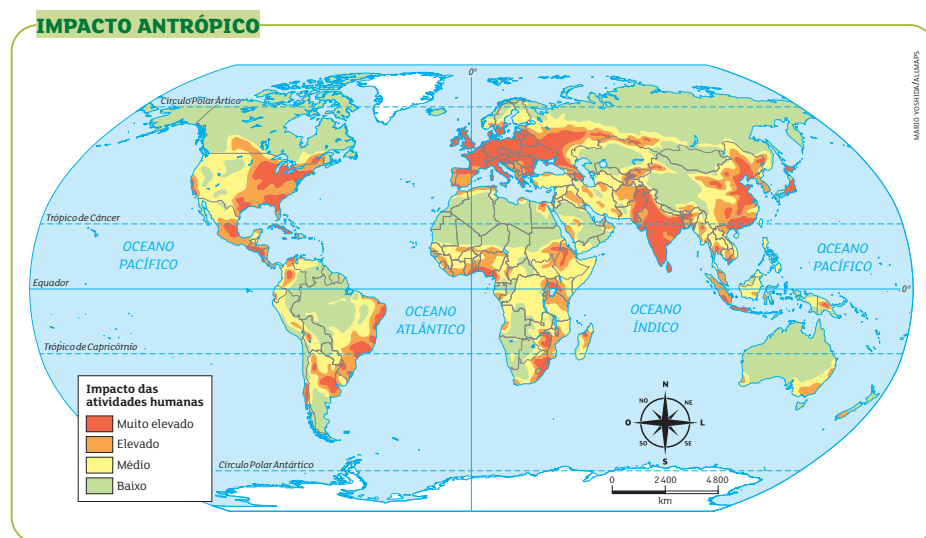 IMPACTO ANTRÓPICO
MARIO YOSHIDA/ALLMAPS
0°
Círculo Polar Ártico
Trópico de Câncer
OCEANO
PACÍFICO
OCEANO
PACÍFICO
Equador
0°
OCEANO
ATLÂNTICO
OCEANO
ÍNDICO
Trópico de Capricórnio
Impacto das
atividades humanas
Muito elevado
Elevado
Médio
Baixo
N
NO
NE
O
L
SO
SE
S
Círculo Polar Antártico
0 2 400 4 800
km